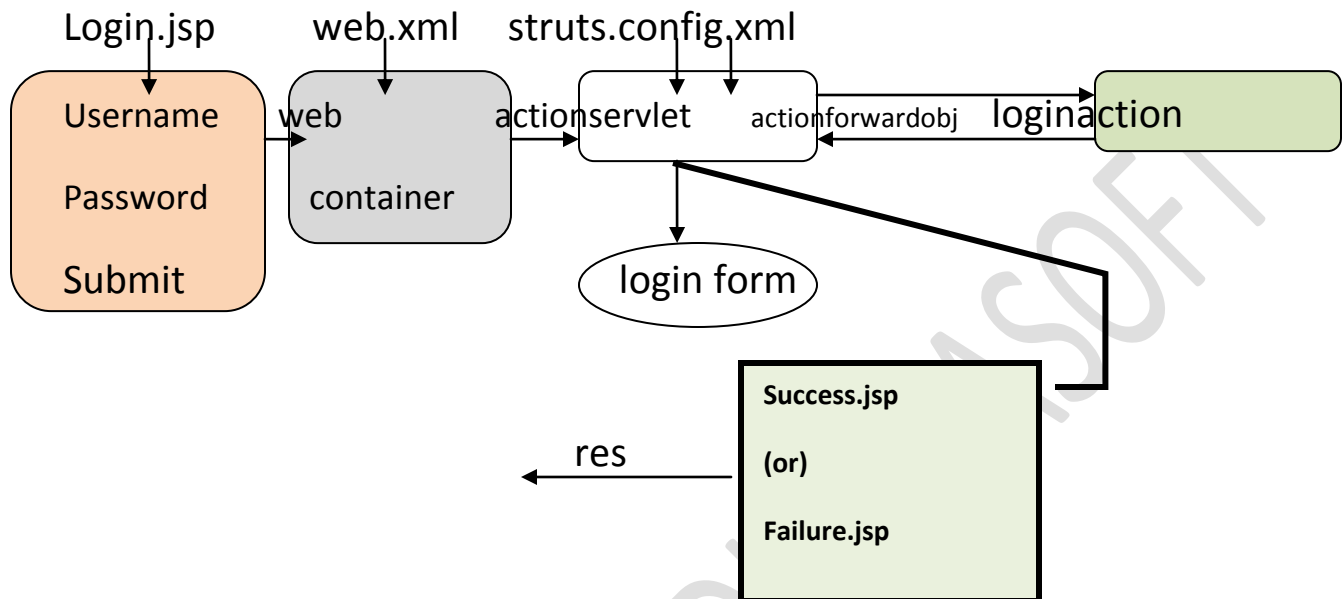 Login.jsp web.xml struts.config.xml
Username web actionservlet actionforwardobj loginaction
Password container
Submit login form
Success.jsp
res (or)
Failure.jsp